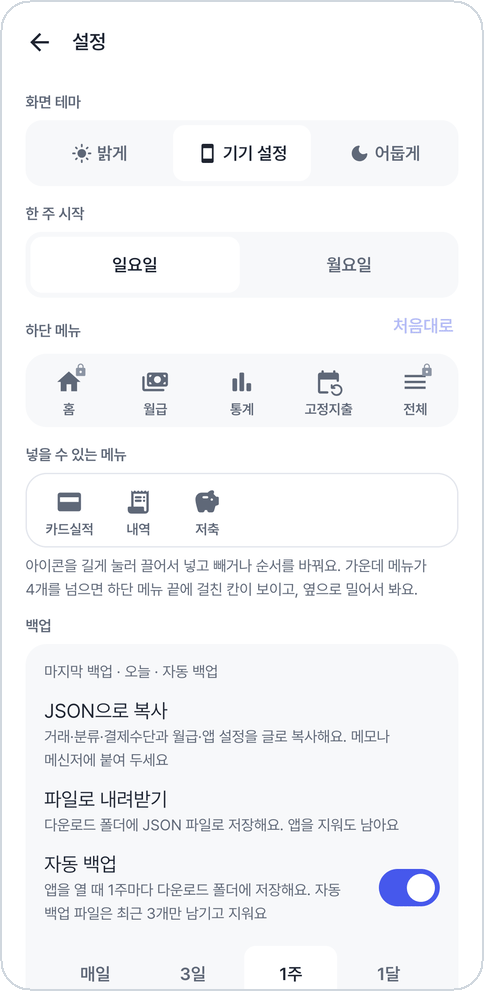 설정
화면 테마
밝게
기기 설정
어둡게
한 주 시작
일요일
월요일
하단 메뉴
처음대로
홈
월급
통계
고정지출
전체
넣을 수 있는 메뉴
카드실적
내역
저축
아이콘을 길게 눌러 끌어서 넣고 빼거나 순서를 바꿔요. 가운데 메뉴가
4개를 넘으면 하단 메뉴 끝에 걸친 칸이 보이고, 옆으로 밀어서 봐요.
백업
마지막 백업 · 오늘 · 자동 백업
JSON으로 복사
거래·분류·결제수단과 월급·앱 설정을 글로 복사해요. 메모나
메신저에 붙여 두세요
파일로 내려받기
다운로드 폴더에 JSON 파일로 저장해요. 앱을 지워도 남아요
자동 백업
앱을 열 때 1주마다 다운로드 폴더에 저장해요. 자동
백업 파일은 최근 3개만 남기고 지워요
매일
3일
1주
1달